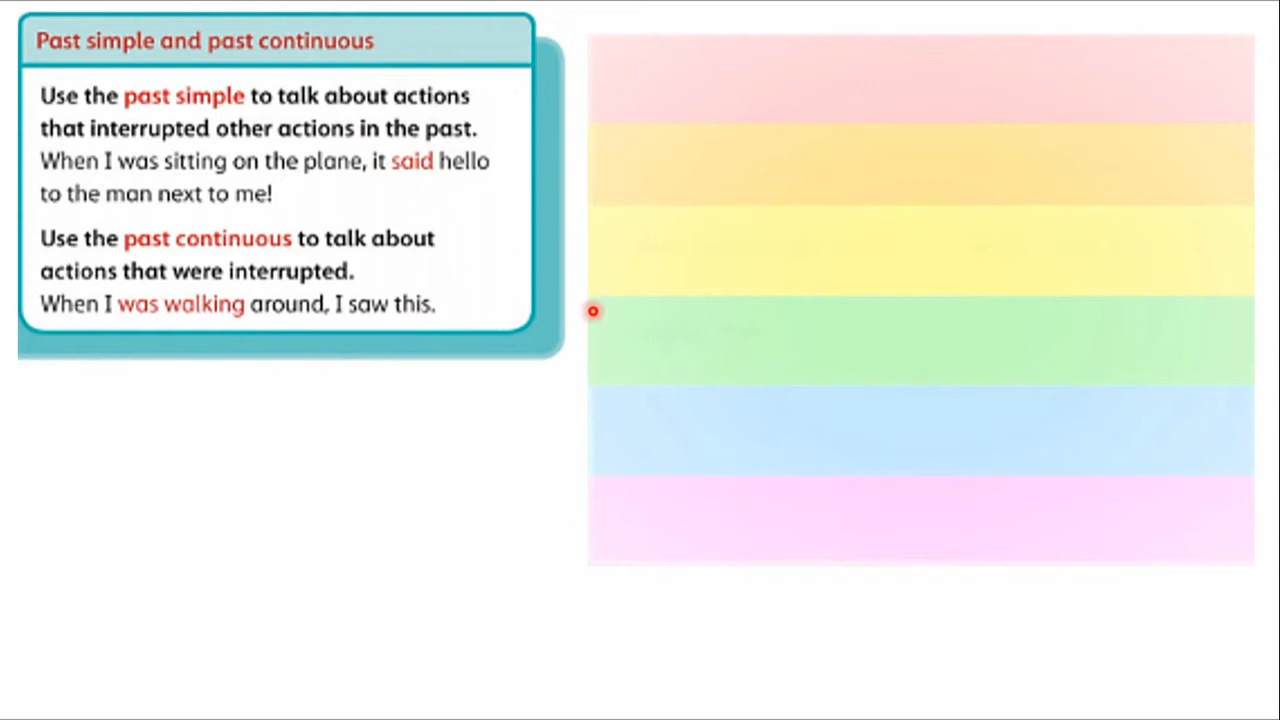 Past simple and past continuous
Use the past simple to talk about actions
that interrupted other actions in the past.
When I was sitting on the plane, it said hello
to the man next to me!
Use the past continuous to talk about
actions that were interrupted.
When I was walking around, I saw this.